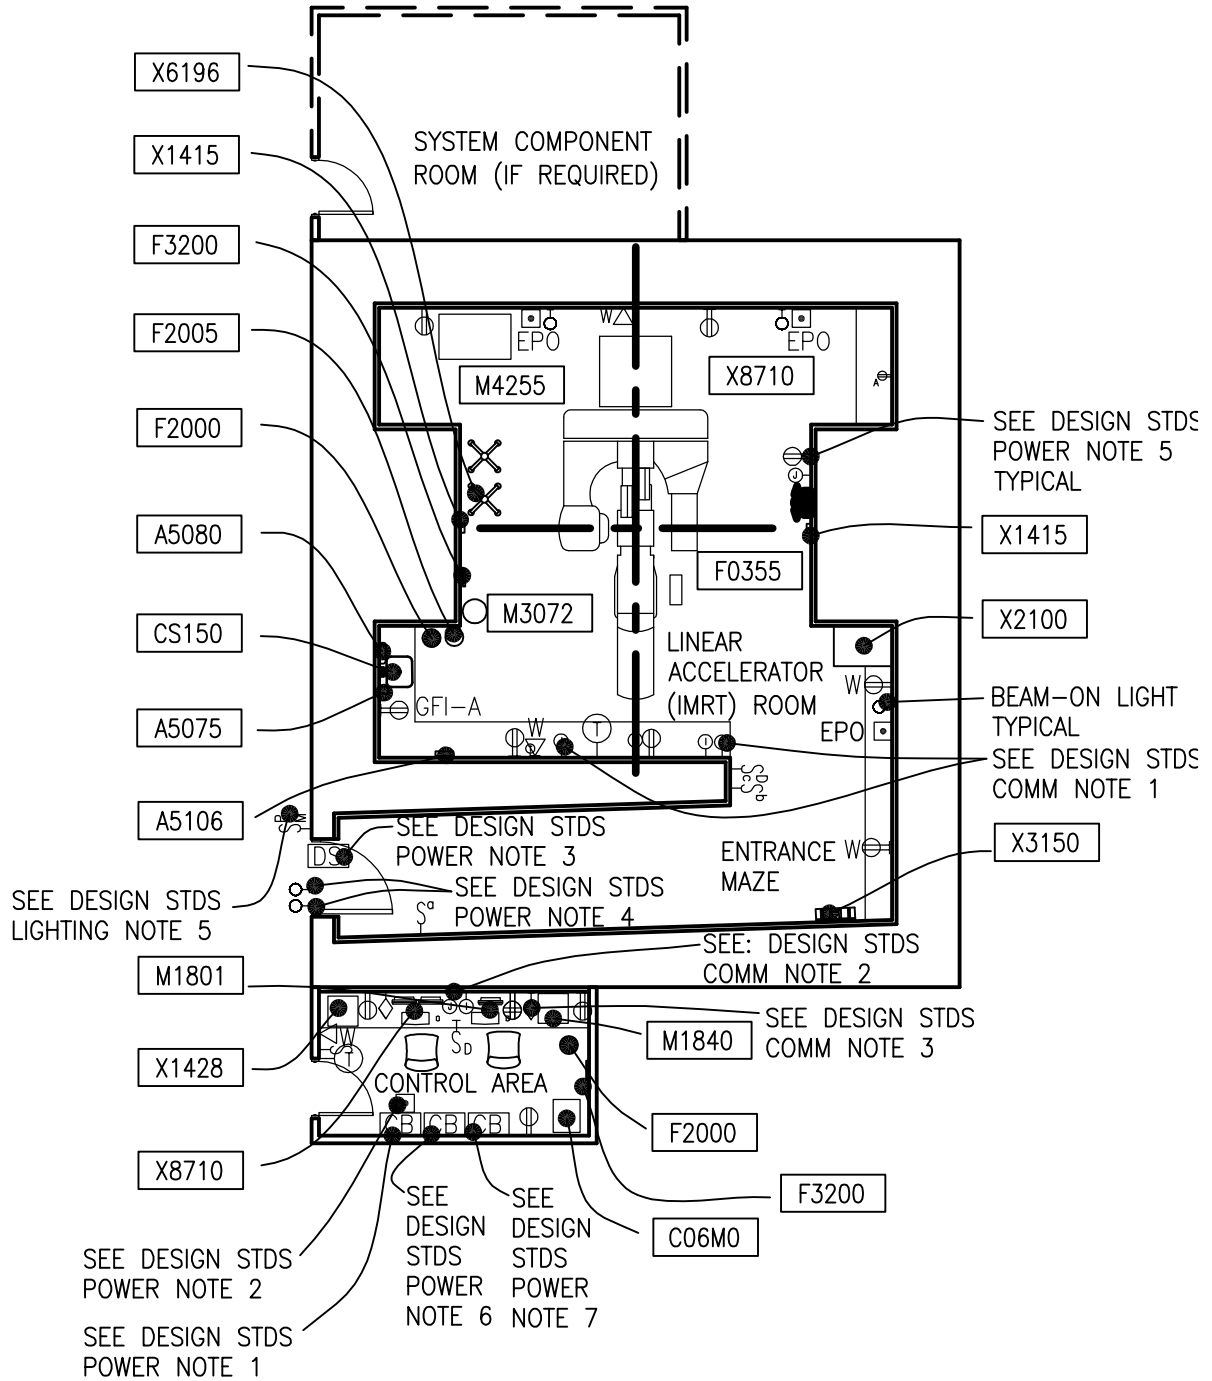 X6196
X1415
F3200
F2005
F2000
A5080
CS150
A5075
A5106
SYSTEM COMPONENT
ROOM (IF REQUIRED)
EPO
W
EPO
M4255
X8710
A
J
F0355
M3072
LINEAR
ACCELERATOR
(IMRT) ROOM
GFI-A
W
T
W
EPO
SEE DESIGN STDS
POWER NOTE 5
TYPICAL
X1415
X2100
BEAM-ON LIGHT
TYPICAL
SEE DESIGN STDS
COMM NOTE 1
X3150
DS
SEE DESIGN STDS
POWER NOTE 3
SEE DESIGN STDS
POWER NOTE 4
ENTRANCE
MAZE
W
SEE DESIGN STDS
LIGHTING NOTE 5
Sa
SEE: DESIGN STDS
COMM NOTE 2
M1801
X1428
X8710
W
T
SD
CONTROL AREA
CB
CB
CB
SEE DESIGN STDS
COMM NOTE 3
M1840
F2000
F3200
C06M0
SEE
DESIGN
STDS
POWER
NOTE 6
SEE
DESIGN
STDS
POWER
NOTE 7
SEE DESIGN STDS
POWER NOTE 2
SEE DESIGN STDS
POWER NOTE 1